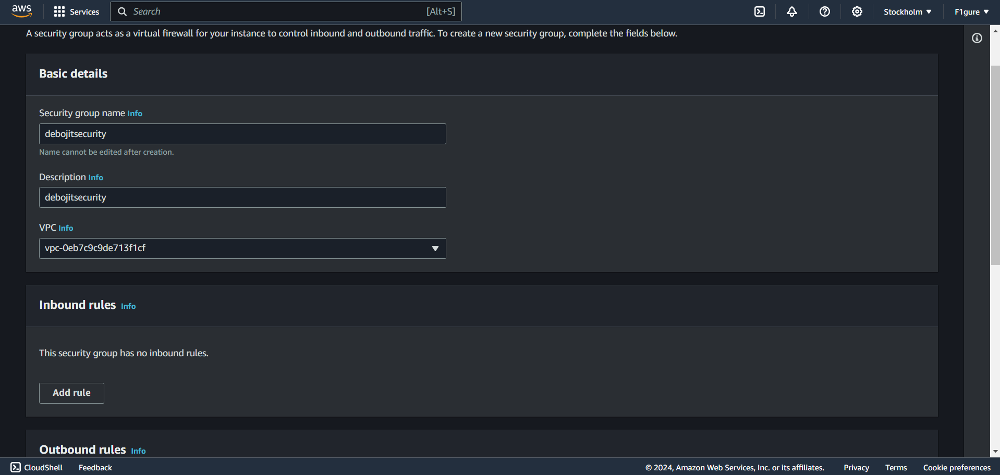 aws Services Search [Alt+S] Stockholm F1gure
A security group acts as a virtual firewall for your instance to control inbound and outbound traffic. To create a new security group, complete the fields below.
Basic details
Security group name Info
debojitsecurity
Name cannot be edited after creation.
Description Info
debojitsecurity
VPC Info
vpc-0eb7c9c9de713f1cf
Inbound rules Info
This security group has no inbound rules.
Add rule
Outbound rules Info
CloudShell Feedback © 2024, Amazon Web Services, Inc. or its affiliates. Privacy Terms Cookie preferences